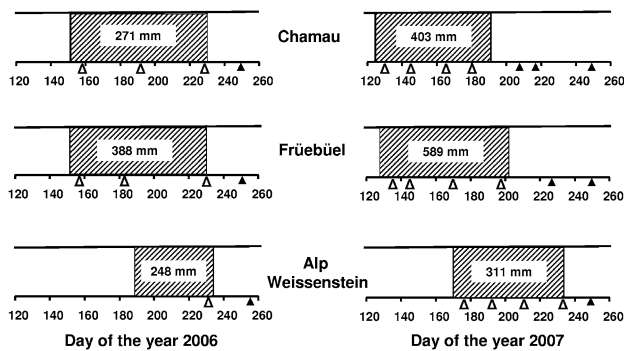 271 mm Chamau 403 mm
120 140 160 180 200 220 240 260 120 140 160 180 200 220 240 260
388 mm Früebüel 589 mm
120 140 160 180 200 220 240 260 120 140 160 180 200 220 240 260
248 mm Alp 311 mm
Weissenstein
120 140 160 180 200 220 240 260 120 140 160 180 200 220 240 260
Day of the year 2006 Day of the year 2007